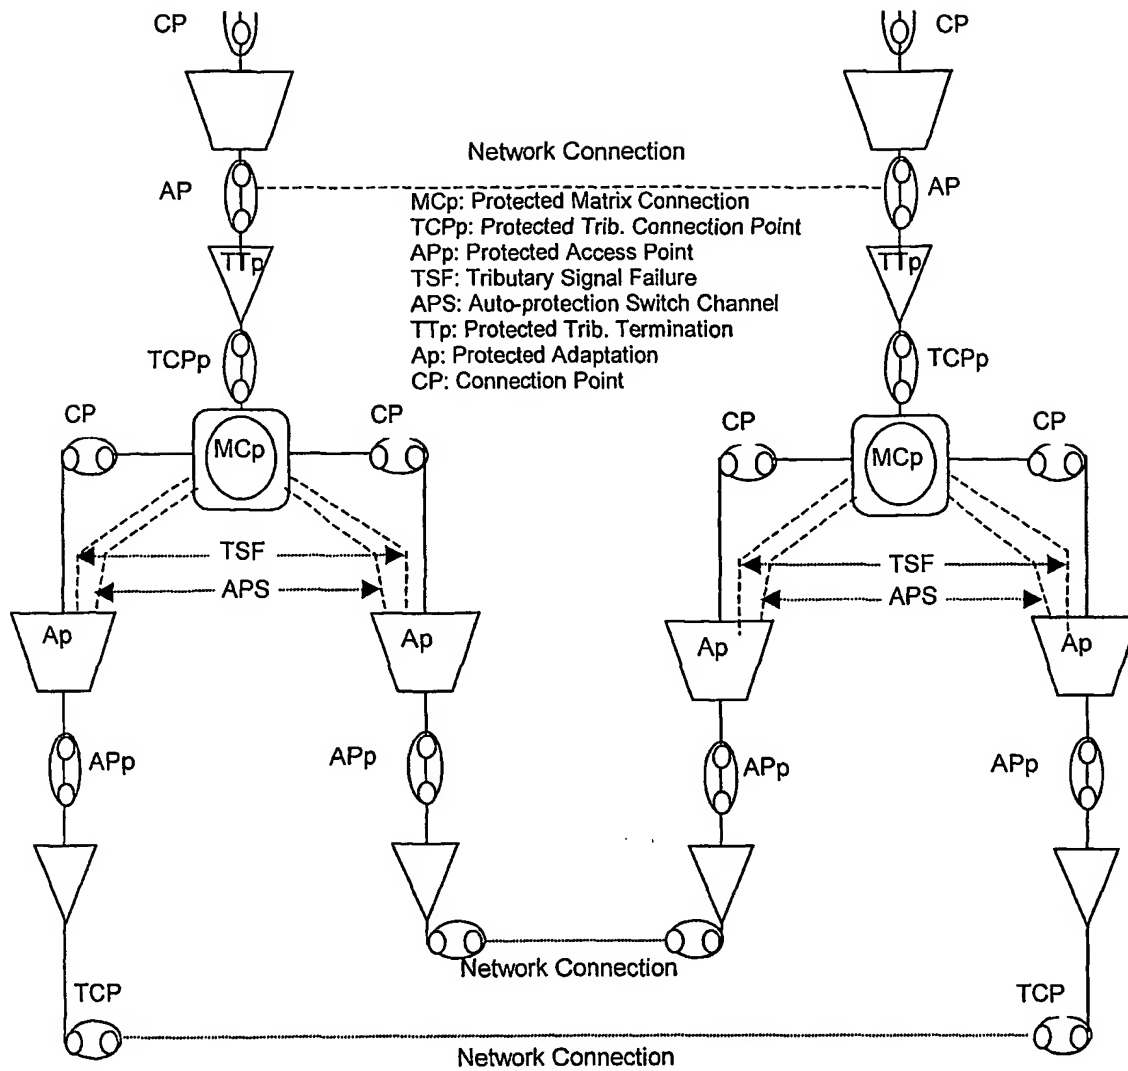 CP
CP
Network Connection
AP
AP
MCp: Protected Matrix Connection
TCPp: Protected Trib. Connection Point
APp: Protected Access Point
TSF: Tributary Signal Failure
APS: Auto-protection Switch Channel
TTp: Protected Trib. Termination
Ap: Protected Adaptation
CP: Connection Point
TTp
TTp
TCPp
TCPp
CP
CP
CP
CP
MCp
MCp
TSF
TSF
APS
APS
Ap
Ap
Ap
Ap
APp
APp
APp
APp
Network Connection
TCP
TCP
Network Connection